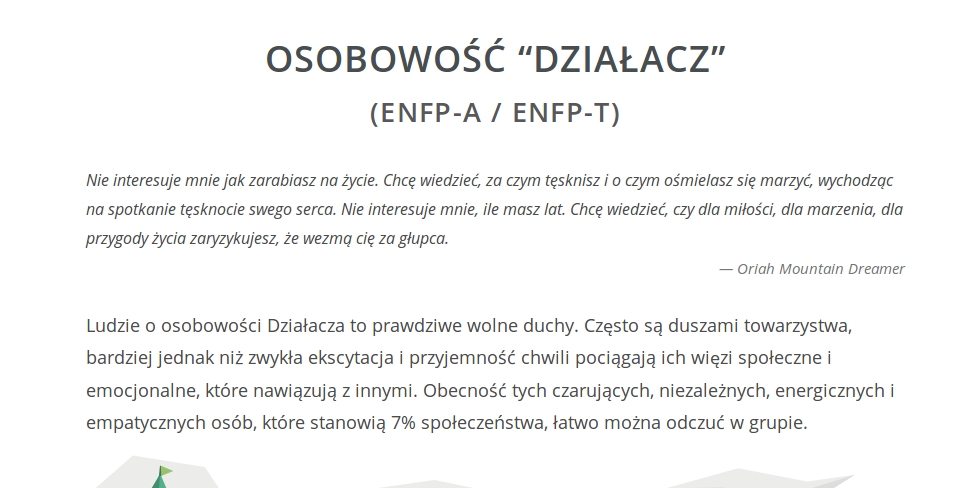 OSOBOWOŚĆ “DZIAŁACZ”
(ENFP-A / ENFP-T)
Nie interesuje mnie jak zarabiasz na życie. Chcę wiedzieć, za czym tęsknisz i o czym ośmielasz się marzyć, wychodząc
na spotkanie tęsknocie swego serca. Nie interesuje mnie, ile masz lat. Chcę wiedzieć, czy dla miłości, dla marzenia, dla
przygody życia zaryzykujesz, że wezmą cię za głupca.
— Oriah Mountain Dreamer
Ludzie o osobowości Działacza to prawdziwe wolne duchy. Często są duszami towarzystwa,
bardziej jednak niż zwykła ekscytacja i przyjemność chwili pociągają ich więzi społeczne i
emocjonalne, które nawiązują z innymi. Obecność tych czarujących, niezależnych, energicznych i
empatycznych osób, które stanowią 7% społeczeństwa, łatwo można odczuć w grupie.